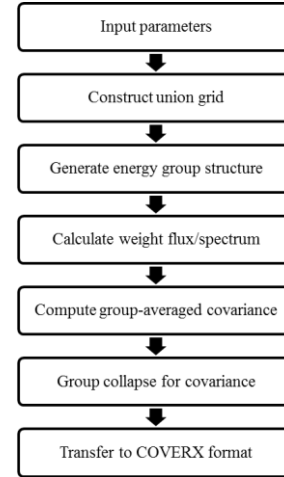 Input parameters
Construct union grid
Generate energy group structure
Calculate weight flux/spectrum
Compute group-averaged covariance
Group collapse for covariance
Transfer to COVERX format